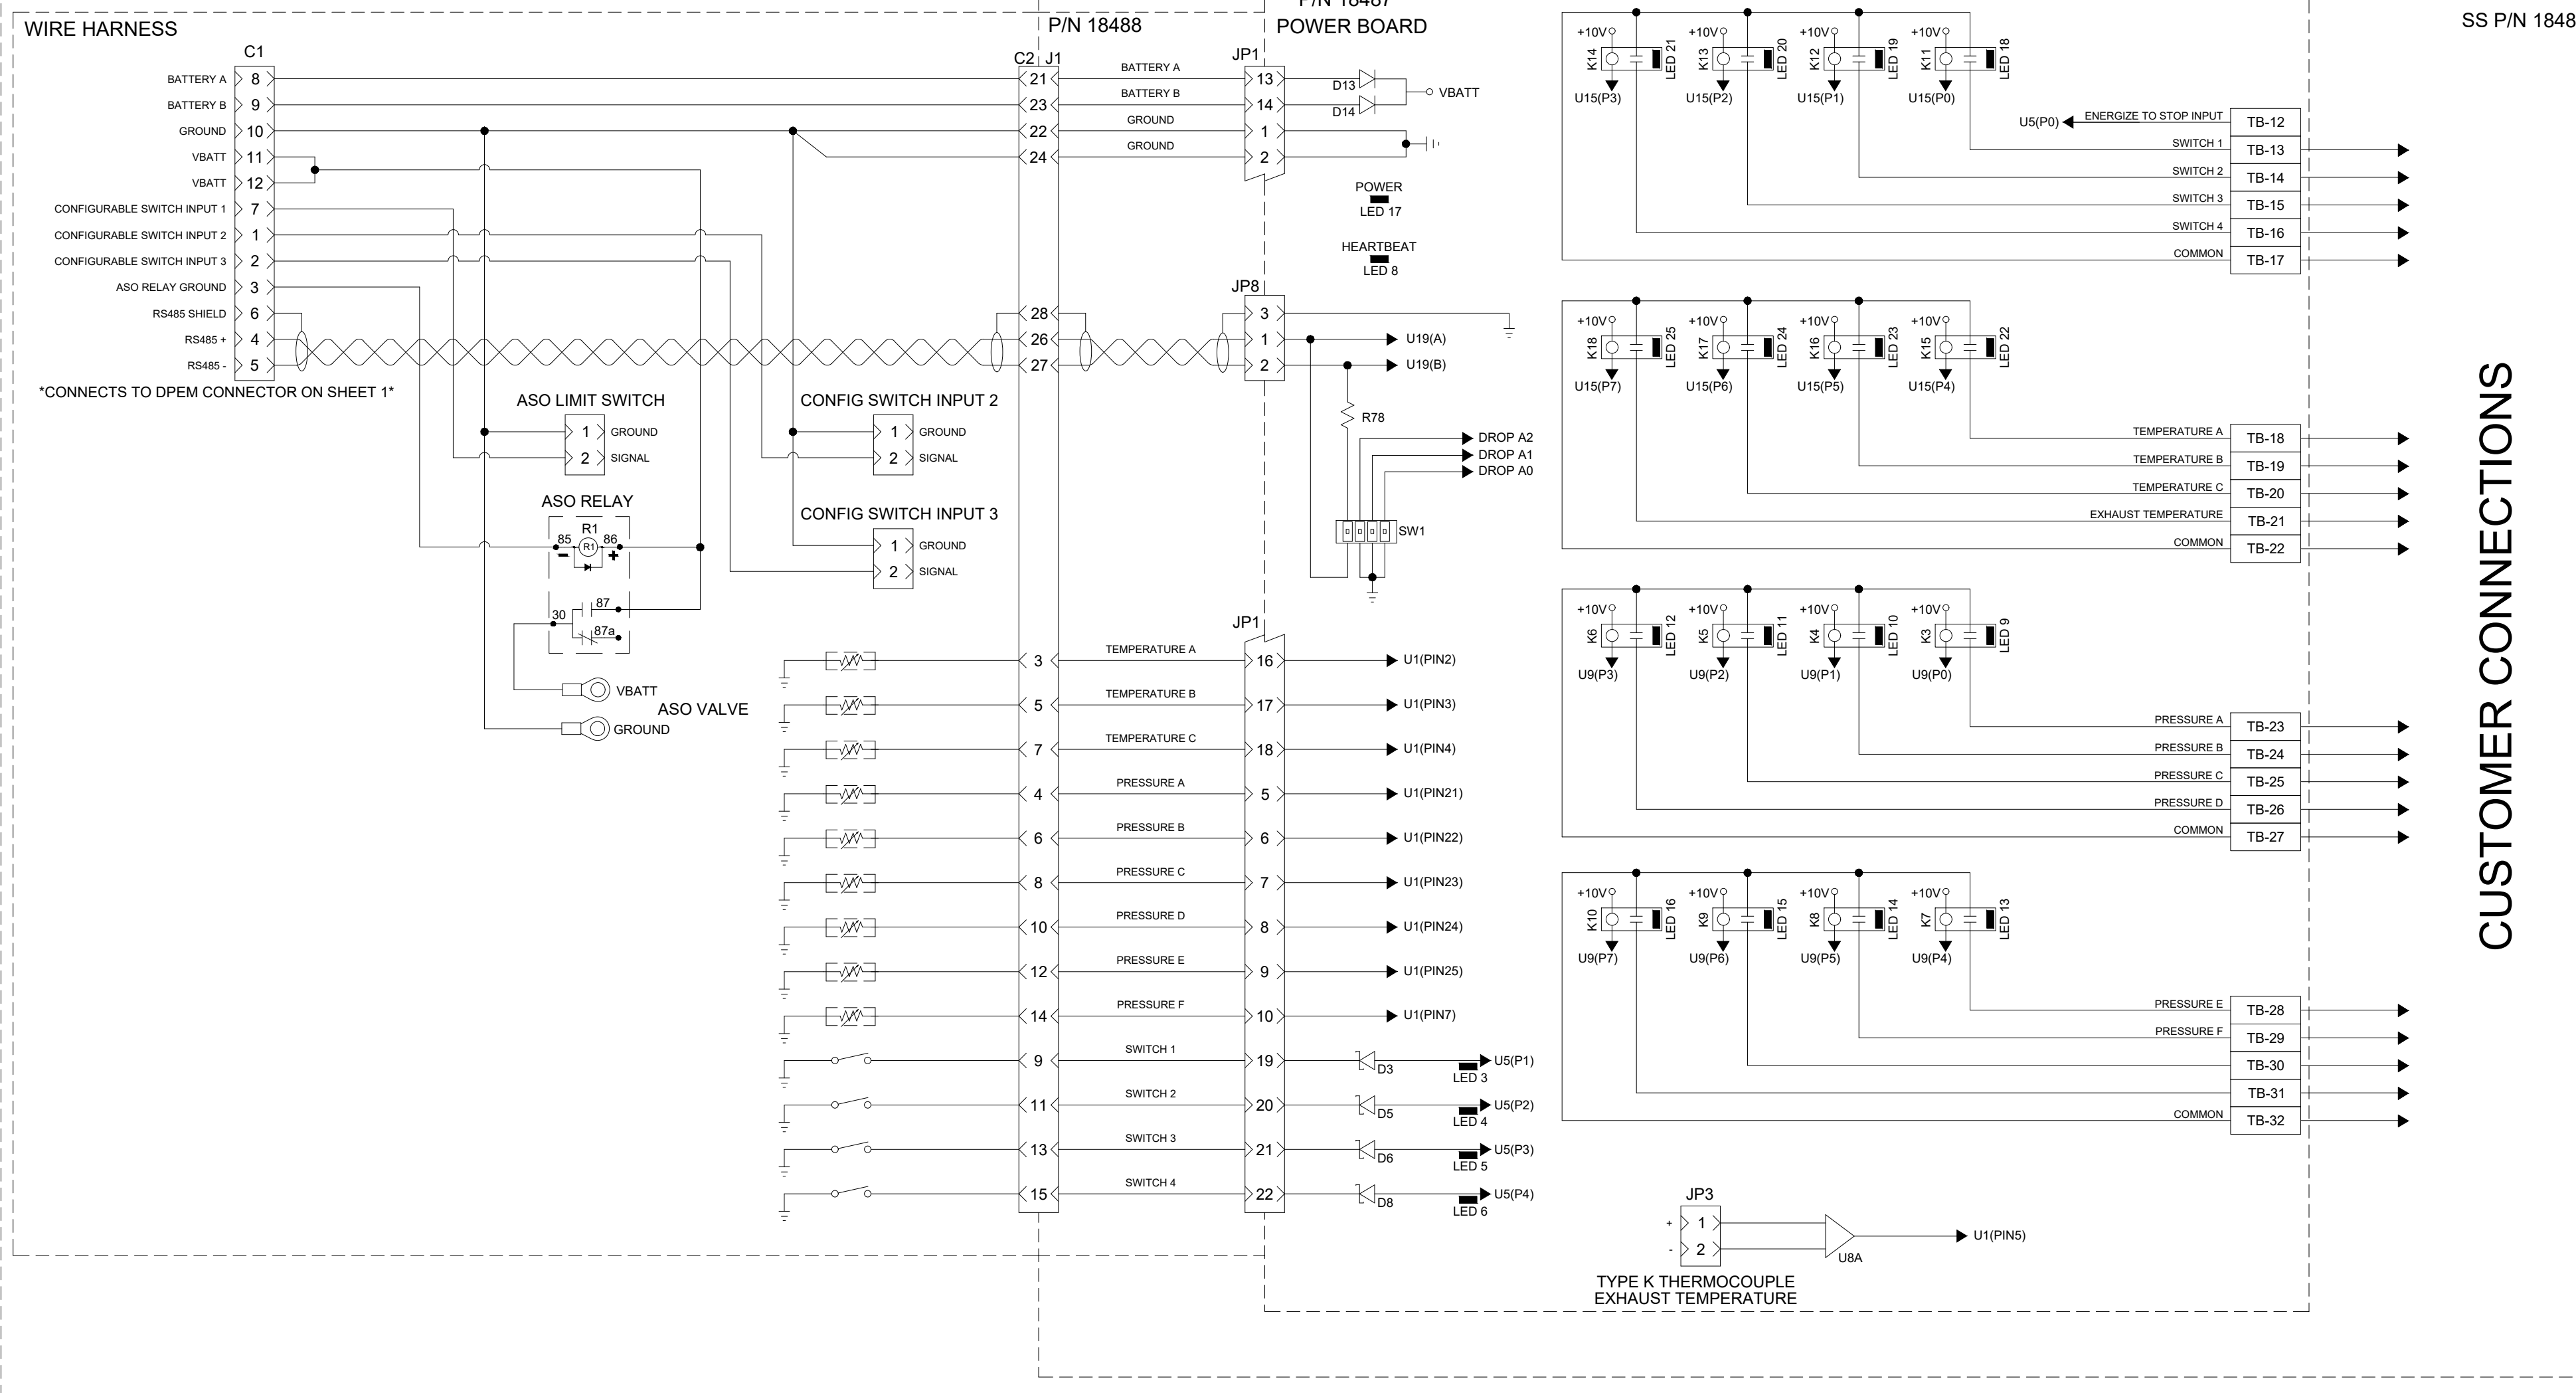 WIRE HARNESS
P/N 18488
P/N 18487
POWER BOARD
SS P/N 1848
C1
BATTERY A 8
BATTERY B 9
GROUND 10
VBATT 11
VBATT 12
CONFIGURABLE SWITCH INPUT 1 7
CONFIGURABLE SWITCH INPUT 2 1
CONFIGURABLE SWITCH INPUT 3 2
ASO RELAY GROUND 3
RS485 SHIELD 6
RS485 + 4
RS485 - 5
*CONNECTS TO DPEM CONNECTOR ON SHEET 1*
ASO LIMIT SWITCH
1 GROUND
2 SIGNAL
CONFIG SWITCH INPUT 2
1 GROUND
2 SIGNAL
CONFIG SWITCH INPUT 3
1 GROUND
2 SIGNAL
ASO RELAY
R1
85 R1 86
- +
30 87
87a
VBATT
ASO VALVE
GROUND
C2 J1
JP1
21 BATTERY A 13 D13
23 BATTERY B 14 D14
VBATT
22 GROUND 1
24 GROUND 2
POWER
LED 17
HEARTBEAT
LED 8
JP8
28 3
26 1 U19(A)
27 2 U19(B)
R78
DROP A2
DROP A1
DROP A0
SW1
JP1
3 TEMPERATURE A 16 U1(PIN2)
5 TEMPERATURE B 17 U1(PIN3)
7 TEMPERATURE C 18 U1(PIN4)
4 PRESSURE A 5 U1(PIN21)
6 PRESSURE B 6 U1(PIN22)
8 PRESSURE C 7 U1(PIN23)
10 PRESSURE D 8 U1(PIN24)
12 PRESSURE E 9 U1(PIN25)
14 PRESSURE F 10 U1(PIN7)
9 SWITCH 1 19 D3 LED 3 U5(P1)
11 SWITCH 2 20 D5 LED 4 U5(P2)
13 SWITCH 3 21 D6 LED 5 U5(P3)
15 SWITCH 4 22 D8 LED 6 U5(P4)
+10V +10V +10V +10V
K14 LED 21 K13 LED 20 K12 LED 19 K11 LED 18
U15(P3) U15(P2) U15(P1) U15(P0)
U5(P0) ENERGIZE TO STOP INPUT TB-12
SWITCH 1 TB-13
SWITCH 2 TB-14
SWITCH 3 TB-15
SWITCH 4 TB-16
COMMON TB-17
+10V +10V +10V +10V
K18 LED 25 K17 LED 24 K16 LED 23 K15 LED 22
U15(P7) U15(P6) U15(P5) U15(P4)
TEMPERATURE A TB-18
TEMPERATURE B TB-19
TEMPERATURE C TB-20
EXHAUST TEMPERATURE TB-21
COMMON TB-22
+10V +10V +10V +10V
K6 LED 12 K5 LED 11 K4 LED 10 K3 LED 9
U9(P3) U9(P2) U9(P1) U9(P0)
PRESSURE A TB-23
PRESSURE B TB-24
PRESSURE C TB-25
PRESSURE D TB-26
COMMON TB-27
+10V +10V +10V +10V
K10 LED 16 K9 LED 15 K8 LED 14 K7 LED 13
U9(P7) U9(P6) U9(P5) U9(P4)
PRESSURE E TB-28
PRESSURE F TB-29
TB-30
TB-31
COMMON TB-32
JP3
+ 1
- 2
U8A
U1(PIN5)
TYPE K THERMOCOUPLE
EXHAUST TEMPERATURE
CUSTOMER CONNECTIONS